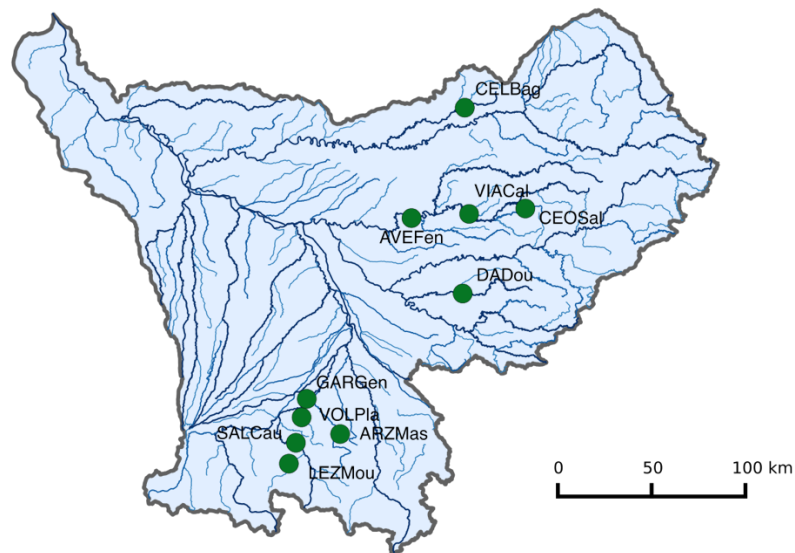 CELBag
VIACal
CEOSal
AVEFen
DADou
GARGen
VOLPla
SALCau
ARZMas
LEZMou
0 50 100 km